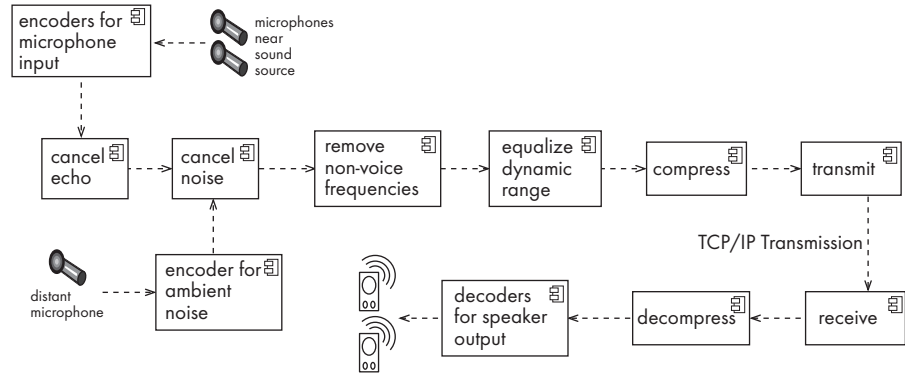 encoders for
microphone
input
microphones
near
sound
source
cancel
echo
cancel
noise
remove
non-voice
frequencies
equalize
dynamic
range
compress
transmit
TCP/IP Transmission
distant
microphone
encoder for
ambient
noise
decoders
for speaker
output
decompress
receive